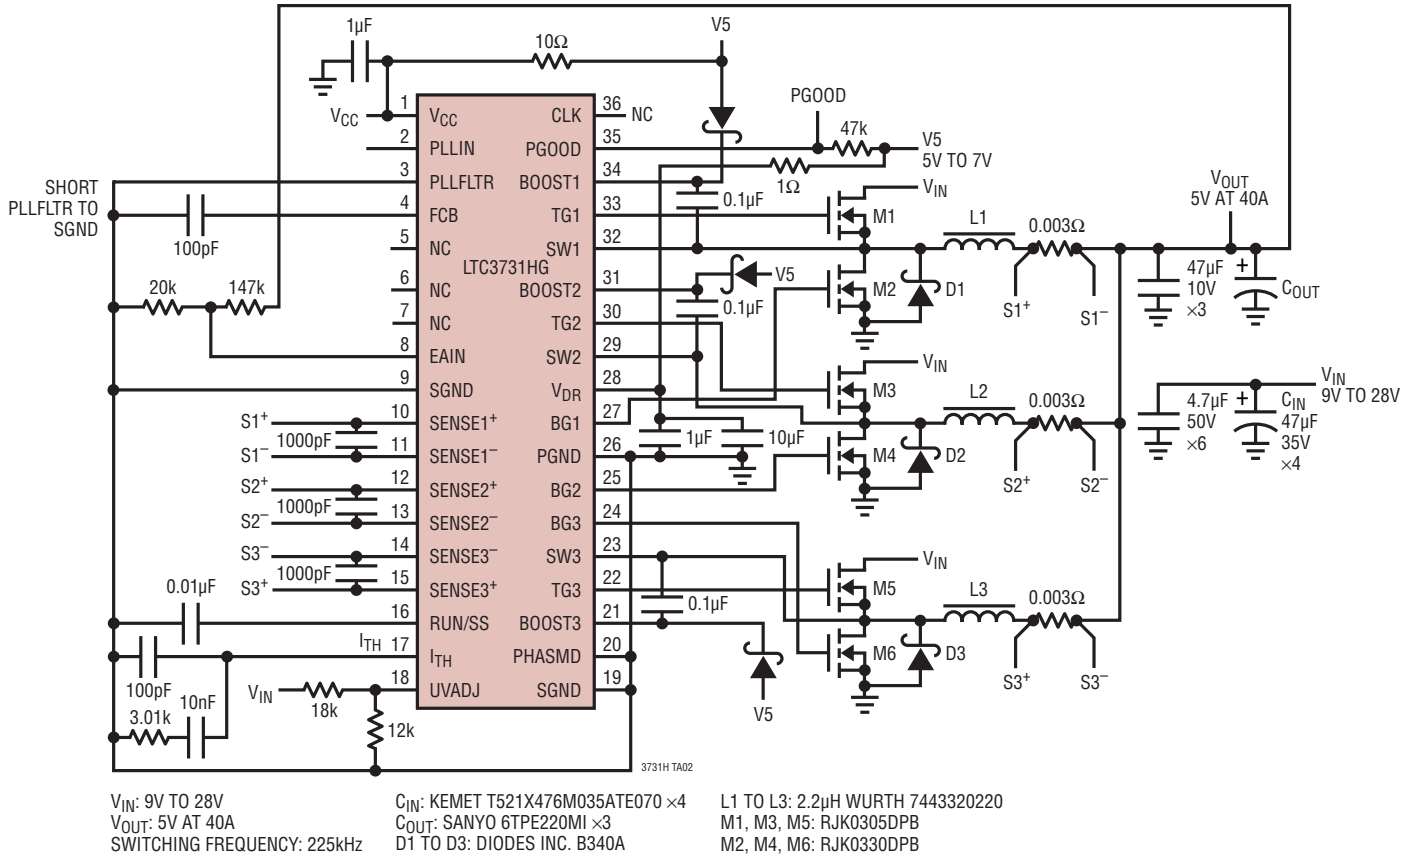 1µF
10Ω
V5
PGOOD
47k
V5
5V TO 7V
1Ω
VCC
1 VCC
2 PLLIN
3 PLLFLTR
4 FCB
5 NC
6 NC
7 NC
8 EAIN
9 SGND
10 SENSE1+
11 SENSE1–
12 SENSE2+
13 SENSE2–
14 SENSE3–
15 SENSE3+
16 RUN/SS
17 ITH
18 UVADJ
LTC3731HG
CLK 36 NC
PGOOD 35
BOOST1 34
TG1 33
SW1 32
BOOST2 31
TG2 30
SW2 29
VDR 28
BG1 27
PGND 26
BG2 25
BG3 24
SW3 23
TG3 22
BOOST3 21
PHASMD 20
SGND 19
SHORT
PLLFLTR TO
SGND
100pF
20k
147k
S1+
1000pF
S1–
S2+
1000pF
S2–
S3–
1000pF
S3+
0.01µF
ITH
100pF
10nF
3.01k
VIN
18k
12k
0.1µF
V5
0.1µF
1µF
10µF
0.1µF
V5
VIN
M1
M2
D1
L1
0.003Ω
S1+
S1–
VOUT
5V AT 40A
47µF
10V
×3
+
COUT
VIN
M3
M4
D2
L2
0.003Ω
S2+
S2–
4.7µF
50V
×6
+
CIN
47µF
35V
×4
VIN
9V TO 28V
VIN
M5
M6
D3
L3
0.003Ω
S3+
S3–
3731H TA02
VIN: 9V TO 28V
VOUT: 5V AT 40A
SWITCHING FREQUENCY: 225kHz
CIN: KEMET T521X476M035ATE070 ×4
COUT: SANYO 6TPE220MI ×3
D1 TO D3: DIODES INC. B340A
L1 TO L3: 2.2µH WURTH 7443320220
M1, M3, M5: RJK0305DPB
M2, M4, M6: RJK0330DPB